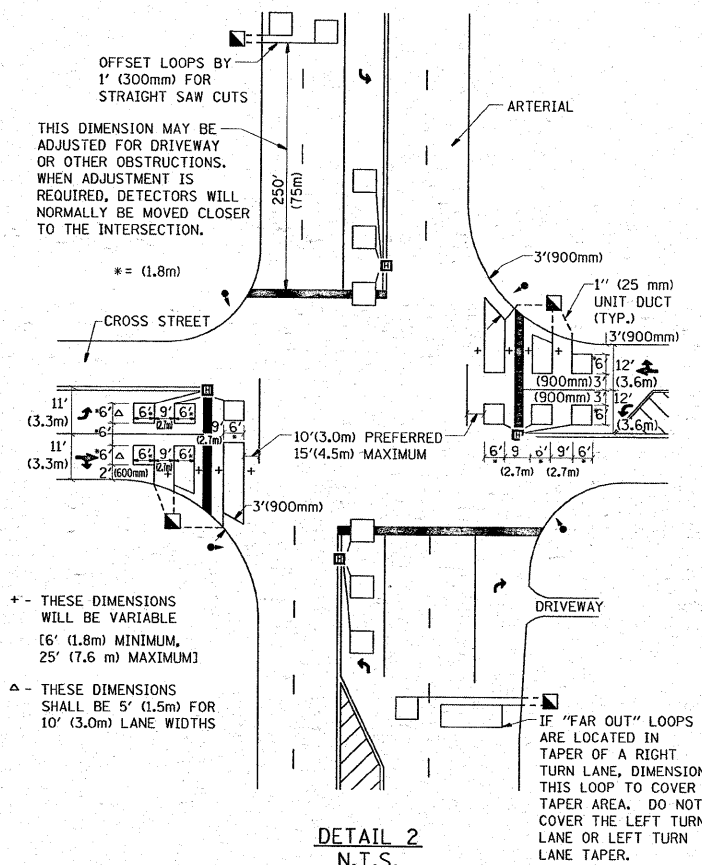 OFFSET LOOPS BY
1' (300mm) FOR
STRAIGHT SAW CUTS
ARTERIAL
THIS DIMENSION MAY BE
ADJUSTED FOR DRIVEWAY
OR OTHER OBSTRUCTIONS.
WHEN ADJUSTMENT IS
REQUIRED, DETECTORS WILL
NORMALLY BE MOVED CLOSER
TO THE INTERSECTION.
250'
(75m)
* = (1.8m)
H
3'(900mm)
1" (25 mm)
UNIT DUCT
(TYP.)
CROSS STREET
3'(900mm)
+ + +
6'
12'
(3.6m)
(900mm) 3'
(900mm) 3'
6'
12'
(3.6m)
H
6' 9 6' 9' 6'
* * *
(2.7m) (2.7m)
H
11'
(3.3m)
*6' △ 6' 9' 6'
(2.7m)
*6'
9' 6'
(2.7m) *
11'
(3.3m)
*6' △ 6' 9' 6'
(2.7m)
2' (600mm)
+ + +
10'(3.0m) PREFERRED
15'(4.5m) MAXIMUM
3'(900mm)
H
+ - THESE DIMENSIONS
WILL BE VARIABLE
[6' (1.8m) MINIMUM,
25' (7.6 m) MAXIMUM]
DRIVEWAY
△ - THESE DIMENSIONS
SHALL BE 5' (1.5m) FOR
10' (3.0m) LANE WIDTHS
IF "FAR OUT" LOOPS
ARE LOCATED IN
TAPER OF A RIGHT
TURN LANE, DIMENSION
THIS LOOP TO COVER
TAPER AREA. DO NOT
COVER THE LEFT TURN
LANE OR LEFT TURN
LANE TAPER.
DETAIL 2
N.T.S.